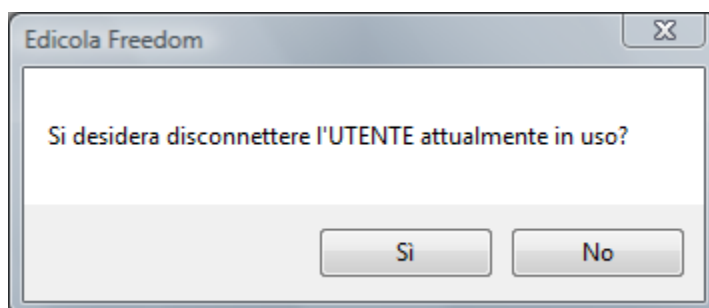 Edicola Freedom
Si desidera disconnettere l'UTENTE attualmente in uso?
Sì No